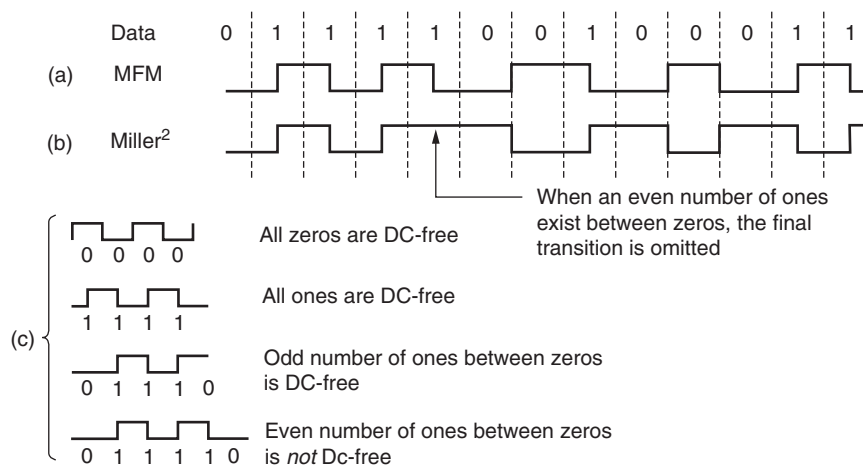 Data 0 1 1 1 1 0 0 1 0 0 0 1 1
(a) MFM
(b) Miller²
When an even number of ones
exist between zeros, the final
transition is omitted
(c)
0 0 0 0
All zeros are DC-free
1 1 1 1
All ones are DC-free
0 1 1 1 0
Odd number of ones between zeros
is DC-free
0 1 1 1 1 0
Even number of ones between zeros
is not Dc-free